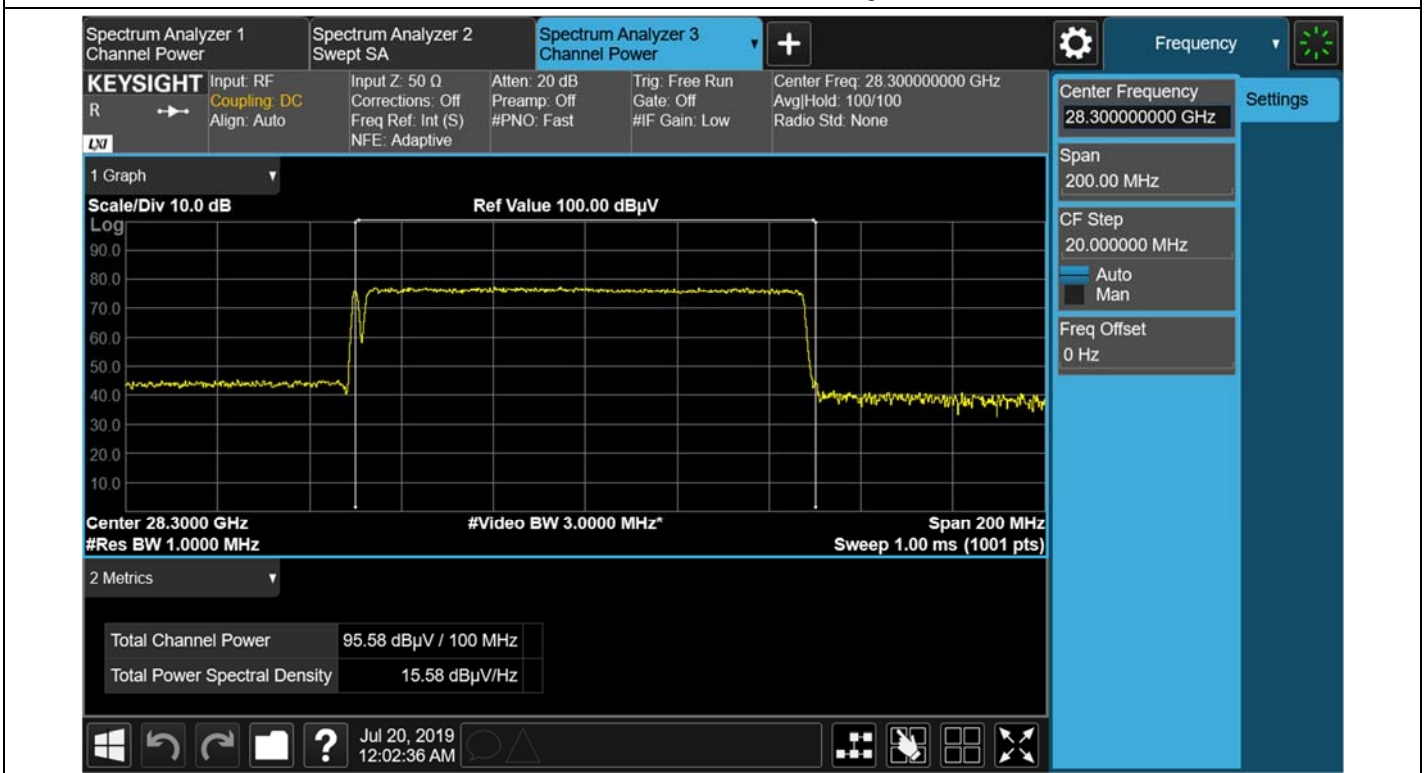 Spectrum Analyzer 1
Channel Power
Spectrum Analyzer 2
Swept SA
Spectrum Analyzer 3
Channel Power
+
Frequency
KEYSIGHT
R
LXI
Input: RF
Coupling: DC
Align: Auto
Input Z: 50 Ω
Corrections: Off
Freq Ref: Int (S)
NFE: Adaptive
Atten: 20 dB
Preamp: Off
#PNO: Fast
Trig: Free Run
Gate: Off
#IF Gain: Low
Center Freq: 28.300000000 GHz
Avg|Hold: 100/100
Radio Std: None
Center Frequency
28.300000000 GHz
Settings
Span
200.00 MHz
CF Step
20.000000 MHz
Auto
Man
Freq Offset
0 Hz
1 Graph
Scale/Div 10.0 dB
Ref Value 100.00 dBµV
Log
90.0
80.0
70.0
60.0
50.0
40.0
30.0
20.0
10.0
Center 28.3000 GHz
#Video BW 3.0000 MHz*
Span 200 MHz
#Res BW 1.0000 MHz
Sweep 1.00 ms (1001 pts)
2 Metrics
Total Channel Power 95.58 dBµV / 100 MHz
Total Power Spectral Density 15.58 dBµV/Hz
?
Jul 20, 2019
12:02:36 AM